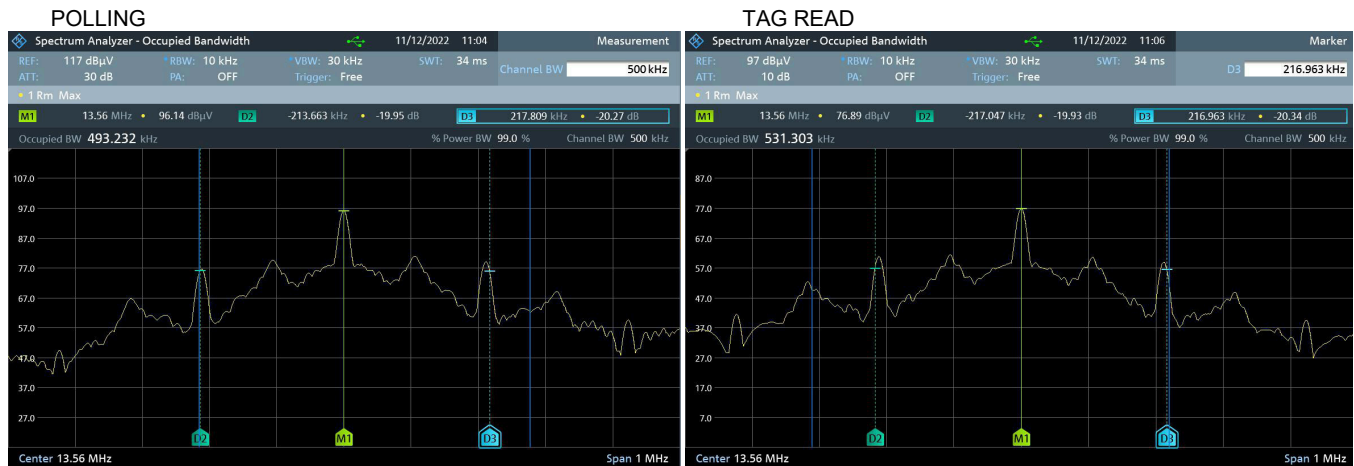 POLLING
Spectrum Analyzer - Occupied Bandwidth 11/12/2022 11:04 Measurement
REF: 117 dBµV *RBW: 10 kHz *VBW: 30 kHz SWT: 34 ms
ATT: 30 dB PA: OFF Trigger: Free
Channel BW 500 kHz
• 1 Rm Max
M1 13.56 MHz • 96.14 dBµV D2 -213.663 kHz • -19.95 dB D3 217.809 kHz • -20.27 dB
Occupied BW 493.232 kHz % Power BW 99.0 % Channel BW 500 kHz
107.0
97.0
87.0
77.0
67.0
57.0
47.0
37.0
27.0
D2 M1 D3
Center 13.56 MHz Span 1 MHz
TAG READ
Spectrum Analyzer - Occupied Bandwidth 11/12/2022 11:06 Marker
REF: 97 dBµV *RBW: 10 kHz *VBW: 30 kHz SWT: 34 ms
ATT: 10 dB PA: OFF Trigger: Free
D3 216.963 kHz
• 1 Rm Max
M1 13.56 MHz • 76.89 dBµV D2 -217.047 kHz • -19.93 dB D3 216.963 kHz • -20.34 dB
Occupied BW 531.303 kHz % Power BW 99.0 % Channel BW 500 kHz
87.0
77.0
67.0
57.0
47.0
37.0
27.0
17.0
7.0
D2 M1 D3
Center 13.56 MHz Span 1 MHz